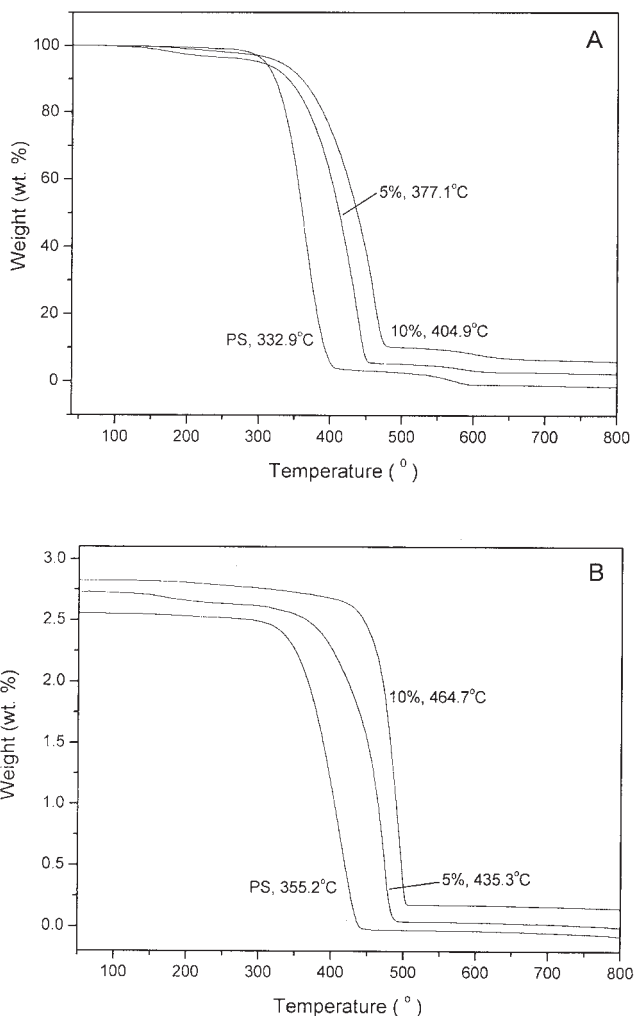 A
100
80
60
40
20
0
Weight (wt. %)
5%, 377.1°C
10%, 404.9°C
PS, 332.9°C
100 200 300 400 500 600 700 800
Temperature ( ° )
B
3.0
2.5
2.0
1.5
1.0
0.5
0.0
Weight (wt. %)
10%, 464.7°C
5%, 435.3°C
PS, 355.2°C
100 200 300 400 500 600 700 800
Temperature ( ° )